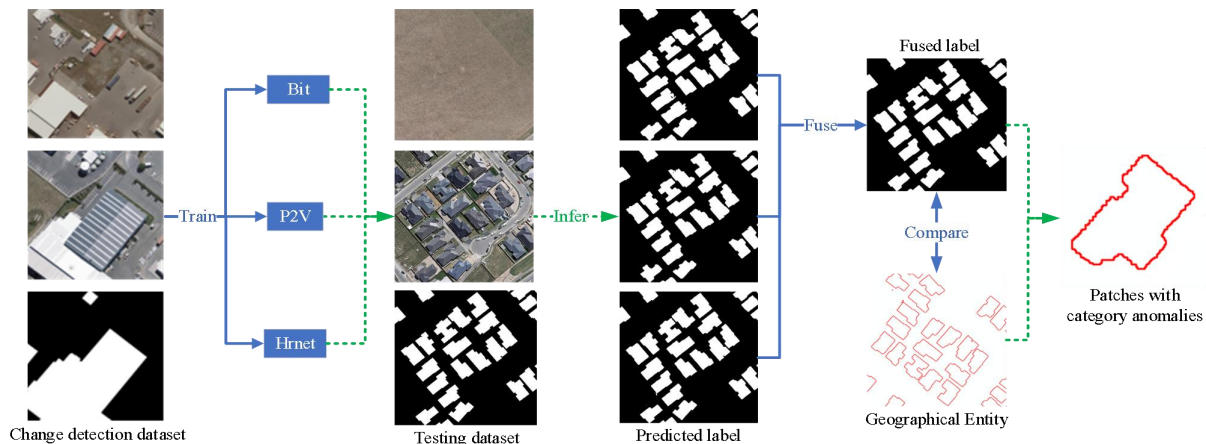 Fused label
Bit
Fuse
Train
P2V
Infer
Compare
Hrnet
Patches with
category anomalies
Geographical Entity
Change detection dataset
Testing dataset
Predicted label